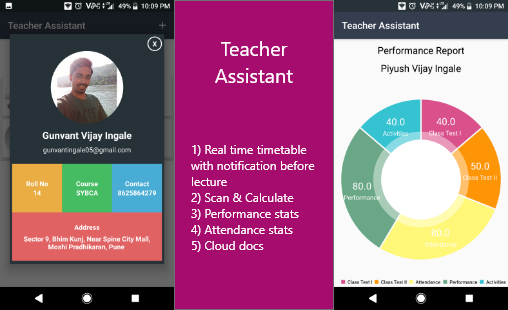 10:09 PM
49%
Teacher Assistant
+
X
Gunvant Vijay Ingale
gunvantingale05@gmail.com
Roll No
14
Course
SYBCA
Contact
8625864279
Address
Sector 9, Bhim Kunj, Near Spine City Mall,
Moshi Pradhikaran, Pune
Teacher
Assistant
1) Real time timetable
with notification before
lecture
2) Scan & Calculate
3) Performance stats
4) Attendance stats
5) Cloud docs
49% 10:09 PM
Teacher Assistant
Performance Report
Piyush Vijay Ingale
40.0
Activities
40.0
Class Test I
50.0
Class Test II
80.0
Performance
80.0
Attendance
Class Test I Class Test II Attendance Performance Activities